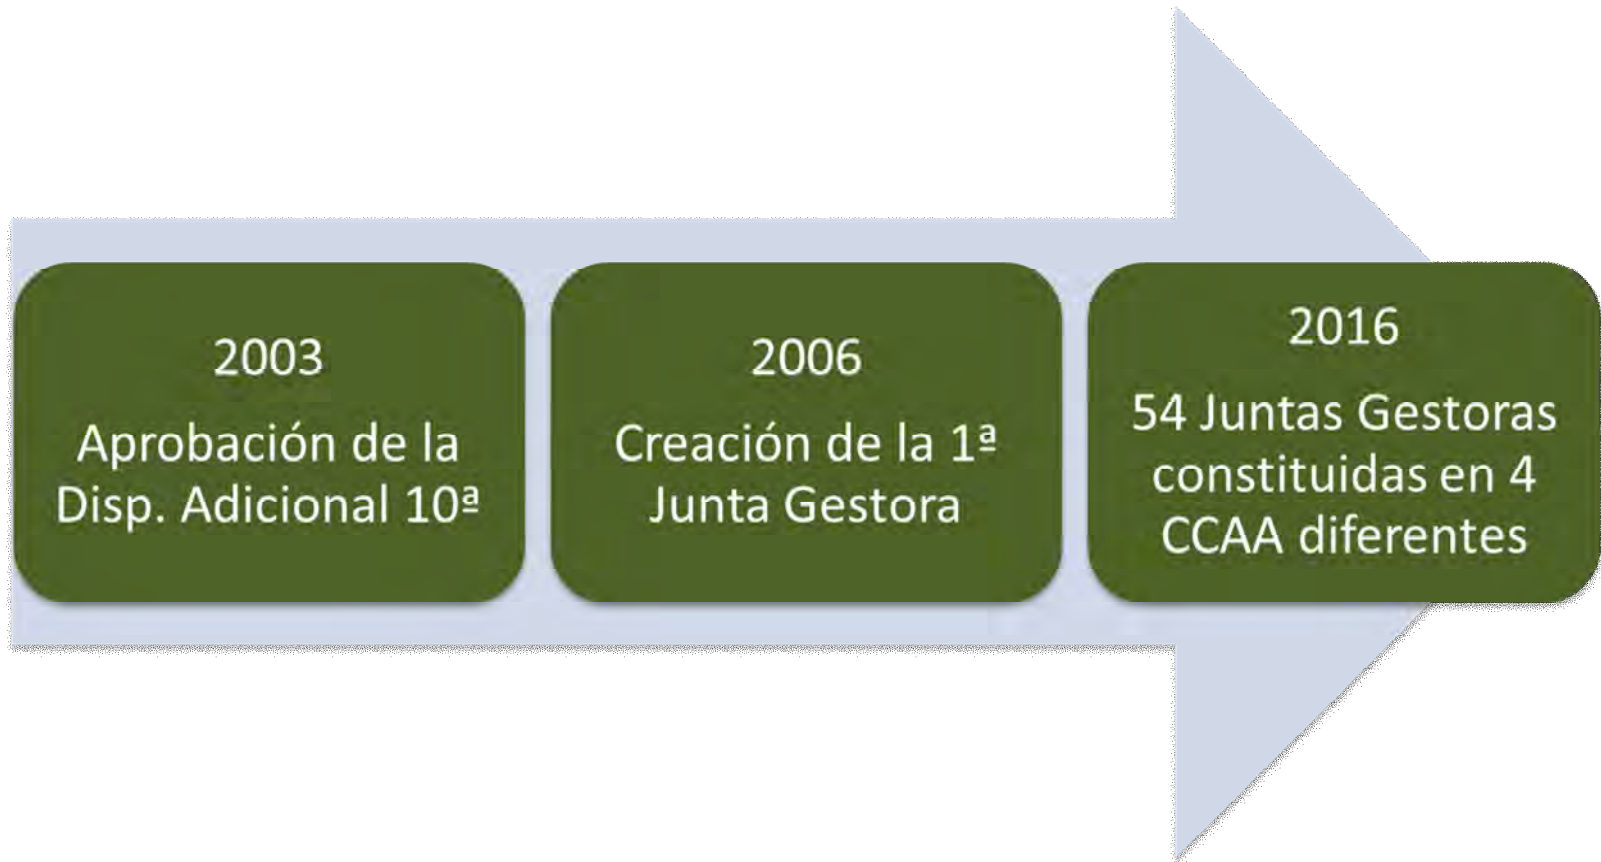 2003
Aprobación de la
Disp. Adicional 10ª
2006
Creación de la 1ª
Junta Gestora
2016
54 Juntas Gestoras
constituidas en 4
CCAA diferentes